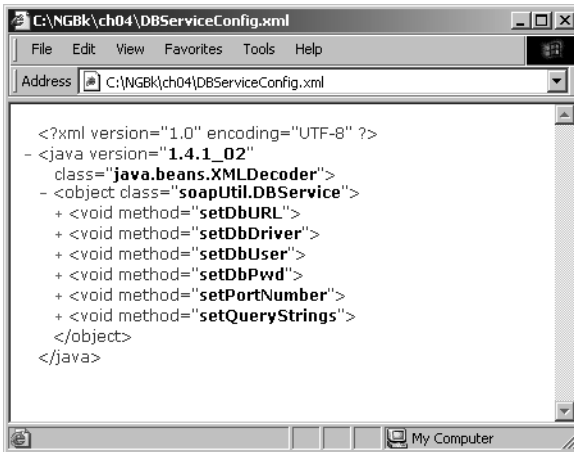 C:\NGBk\ch04\DBServiceConfig.xml
File Edit View Favorites Tools Help
Address C:\NGBk\ch04\DBServiceConfig.xml
<?xml version="1.0" encoding="UTF-8" ?>
- <java version="1.4.1_02"
class="java.beans.XMLDecoder">
- <object class="soapUtil.DBService">
+ <void method="setDbURL">
+ <void method="setDbDriver">
+ <void method="setDbUser">
+ <void method="setDbPwd">
+ <void method="setPortNumber">
+ <void method="setQueryStrings">
</object>
</java>
My Computer